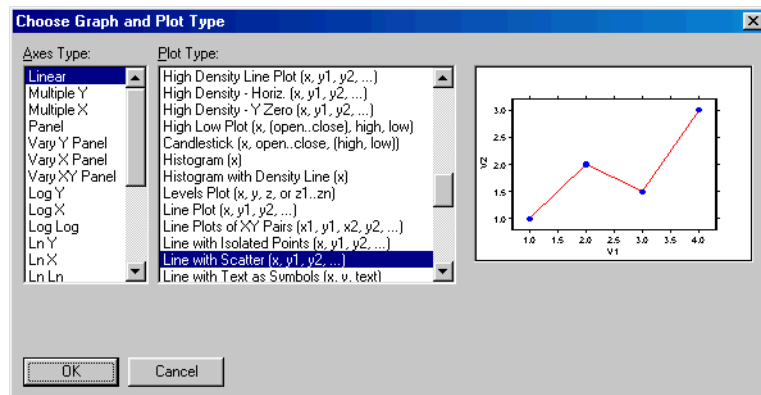 Choose Graph and Plot Type
Axes Type:
Linear
Multiple Y
Multiple X
Panel
Vary Y Panel
Vary X Panel
Vary XY Panel
Log Y
Log X
Log Log
Ln Y
Ln X
Ln Ln
Plot Type:
High Density Line Plot (x, y1, y2, ...)
High Density - Horiz. (x, y1, y2, ...)
High Density - Y Zero (x, y1, y2, ...)
High Low Plot (x, (open..close), high, low)
Candlestick (x, open..close, (high, low))
Histogram (x)
Histogram with Density Line (x)
Levels Plot (x, y, z, or z1..zn)
Line Plot (x, y1, y2, ...)
Line Plots of XY Pairs (x1, y1, x2, y2, ...)
Line with Isolated Points (x, y1, y2, ...)
Line with Scatter (x, y1, y2, ...)
Line with Text as Symbols (x, y, text)
3.0
2.5
2.0
1.5
1.0
V2
1.0 1.5 2.0 2.5 3.0 3.5 4.0
V1
OK
Cancel